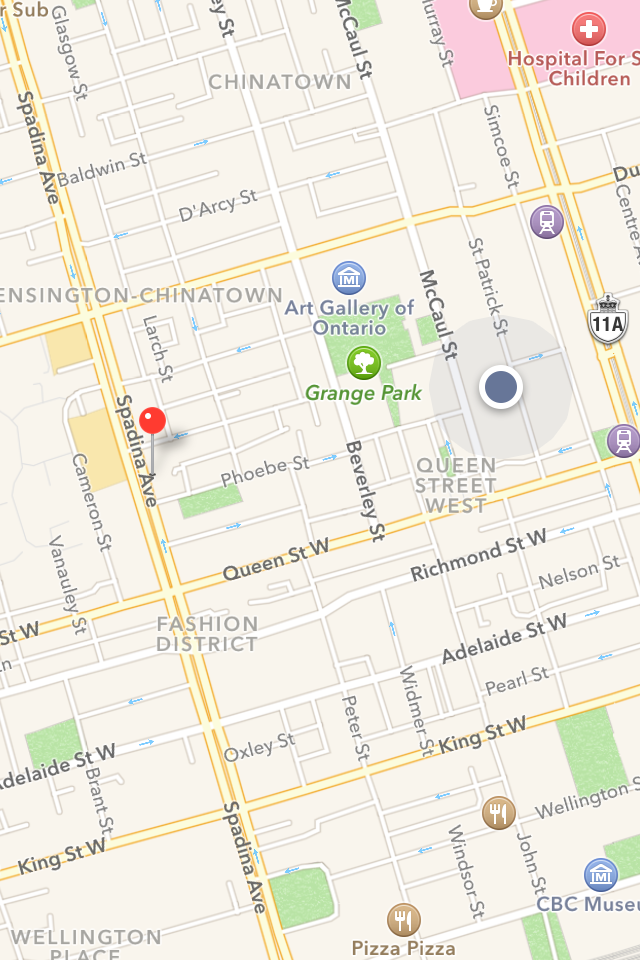 r Sub
Glasgow St
ey St
McCaul St
Murray St
Hospital For S
Children
CHINATOWN
Spadina Ave
Baldwin St
Simcoe St
Du
D'Arcy St
Centre A
St Patrick St
ENSINGTON-CHINATOWN
Art Gallery of
Ontario
McCaul St
11A
Larch St
Grange Park
Spadina Ave
Cameron St
Phoebe St
Beverley St
QUEEN
STREET
WEST
Vanauley St
Queen St W
Richmond St W
Nelson St
St W
FASHION
DISTRICT
Adelaide St W
Widmer St
Pearl St
Peter St
King St W
Oxley St
Adelaide St W
Brant St
Wellington S
King St W
Spadina Ave
Windsor St
John St
CBC Museu
WELLINGTON
PLACE
Pizza Pizza